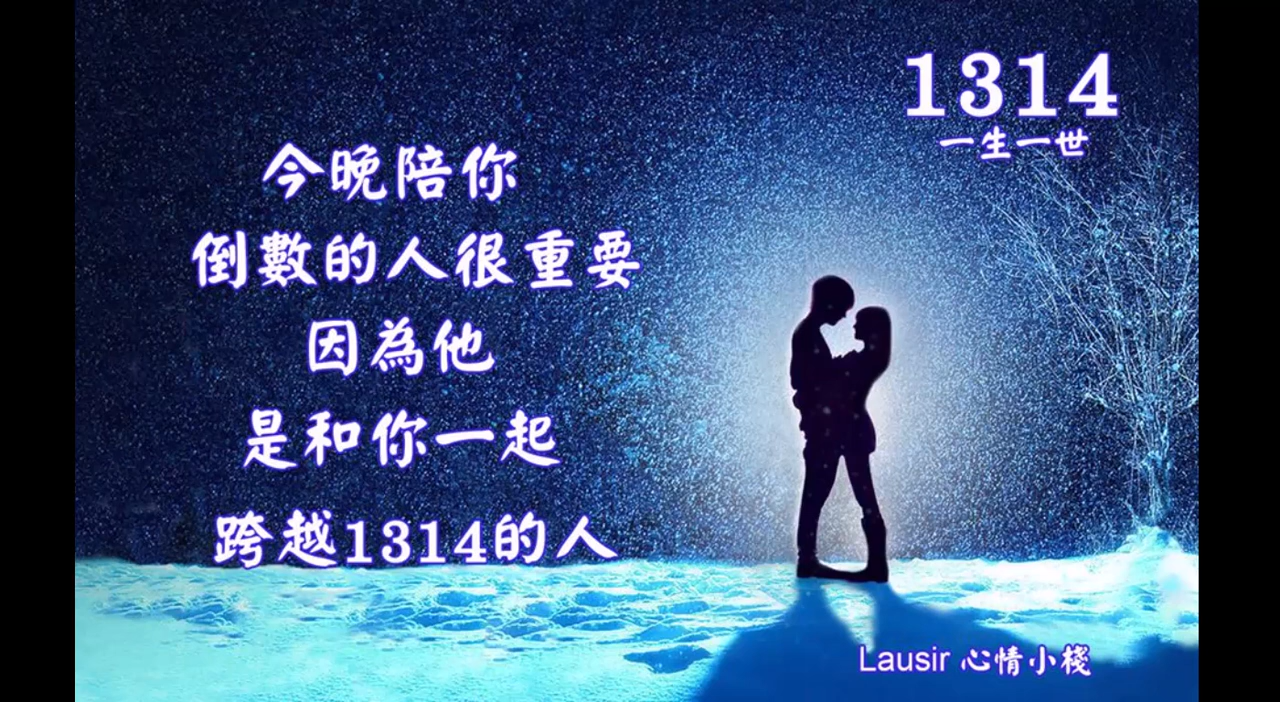 1314
一生一世
今晚陪你
倒數的人很重要
因為他
是和你一起
跨越1314的人
Lausir 心情小棧